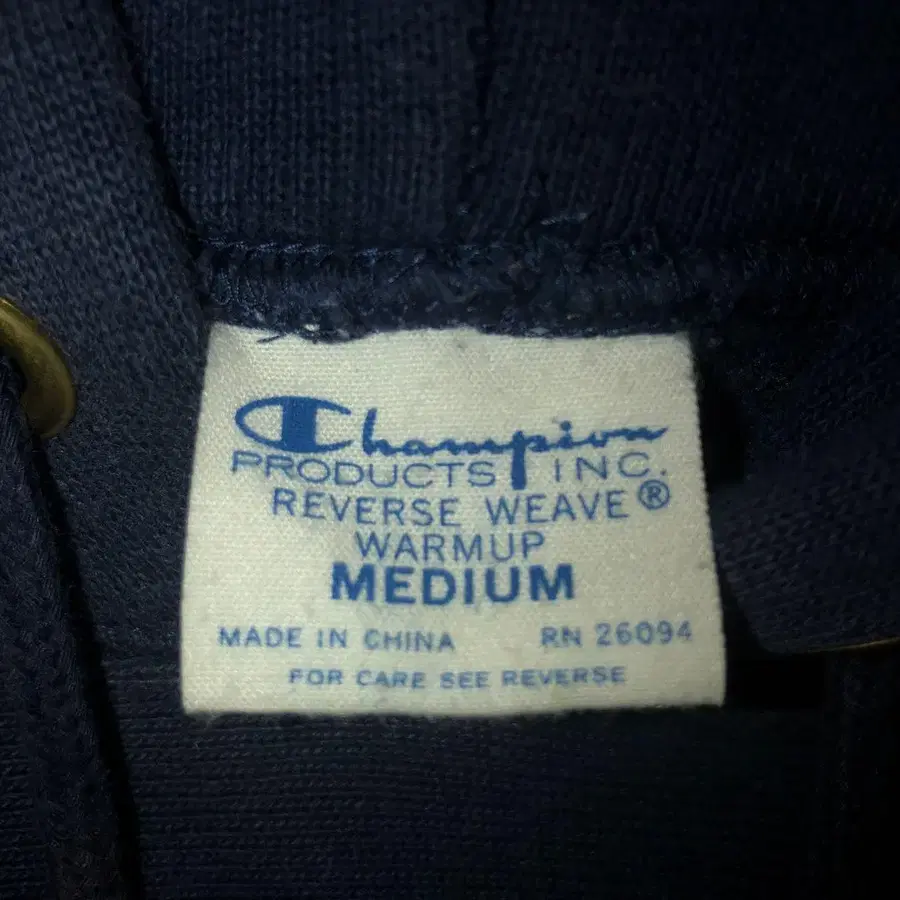 Champion
PRODUCTS INC.
REVERSE WEAVE®
WARMUP
MEDIUM
MADE IN CHINA RN 26094
FOR CARE SEE REVERSE